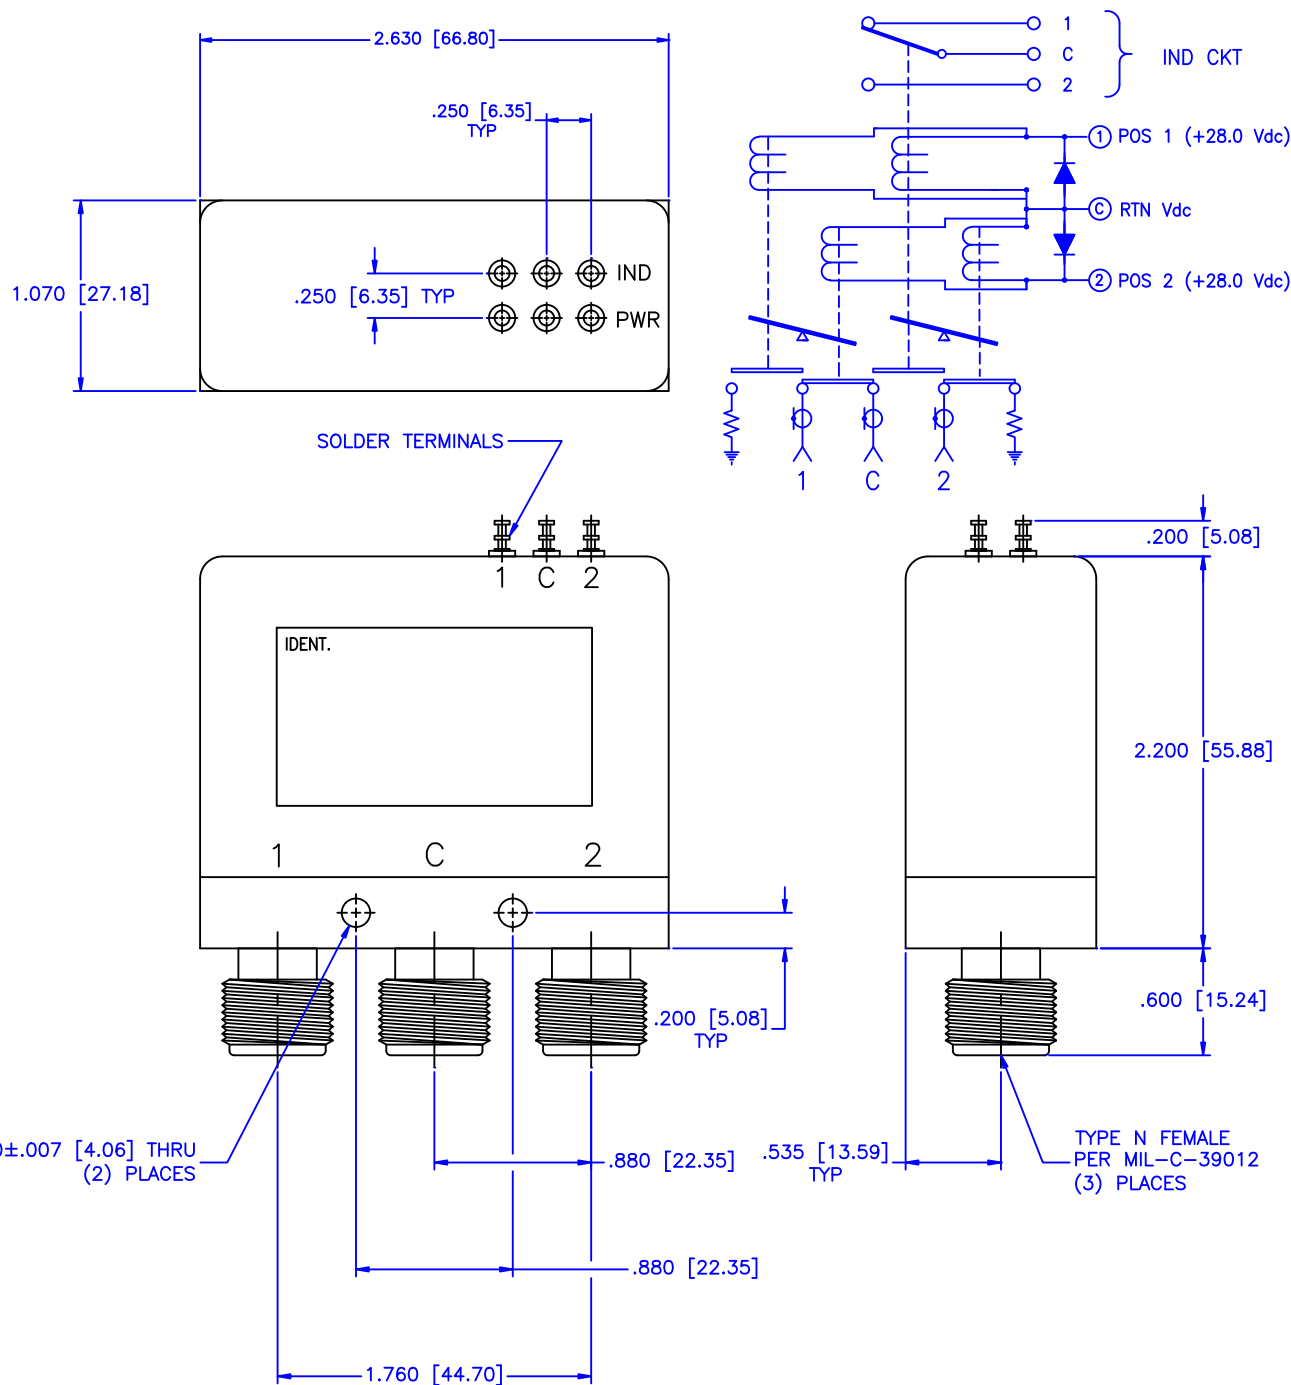 2.630 [66.80]
.250 [6.35]
TYP
1.070 [27.18]
.250 [6.35] TYP
IND
PWR
1
C
2
IND CKT
1 POS 1 (+28.0 Vdc)
C RTN Vdc
2 POS 2 (+28.0 Vdc)
1 C 2
SOLDER TERMINALS
1 C 2
IDENT.
1 C 2
.200 [5.08]
2.200 [55.88]
.600 [15.24]
.200 [5.08]
TYP
0±.007 [4.06] THRU
(2) PLACES
.880 [22.35]
.535 [13.59]
TYP
TYPE N FEMALE
PER MIL-C-39012
(3) PLACES
.880 [22.35]
1.760 [44.70]